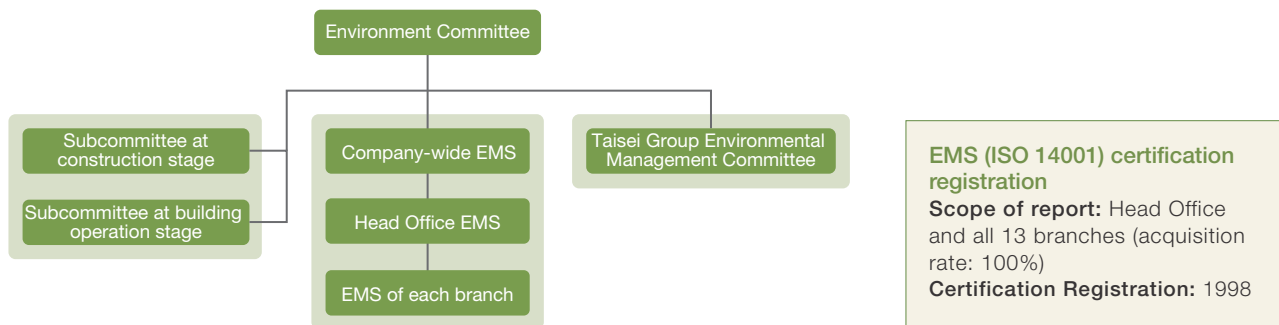 Environment Committee
Subcommittee at
construction stage
Subcommittee at building
operation stage
Company-wide EMS
Head Office EMS
EMS of each branch
Taisei Group Environmental
Management Committee
EMS (ISO 14001) certification
registration
Scope of report: Head Office
and all 13 branches (acquisition
rate: 100%)
Certification Registration: 1998